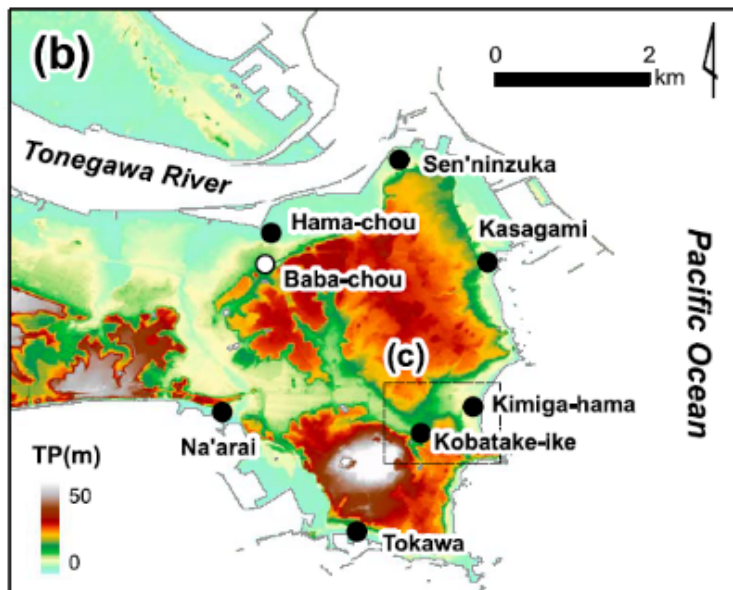 (b)
0 2
km
Tonegawa River
Sen'ninzuka
Hama-chou
Kasagami
Baba-chou
Pacific Ocean
(c)
Kimiga-hama
Na'arai
Kobatake-ike
TP(m)
50
0
Tokawa